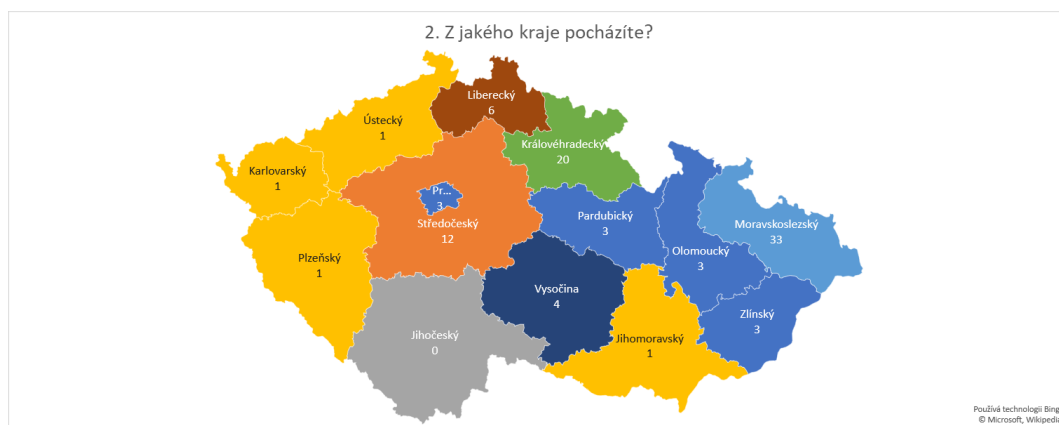 2. Z jakého kraje pocházíte?
Liberecký
6
Ústecký
1
Královéhradecký
20
Karlovarský
1
Pr...
3
Středočeský
12
Pardubický
3
Moravskoslezský
33
Olomoucký
3
Plzeňský
1
Vysočina
4
Zlínský
3
Jihočeský
0
Jihomoravský
1
Používá technologii Bing
© Microsoft, Wikipedia